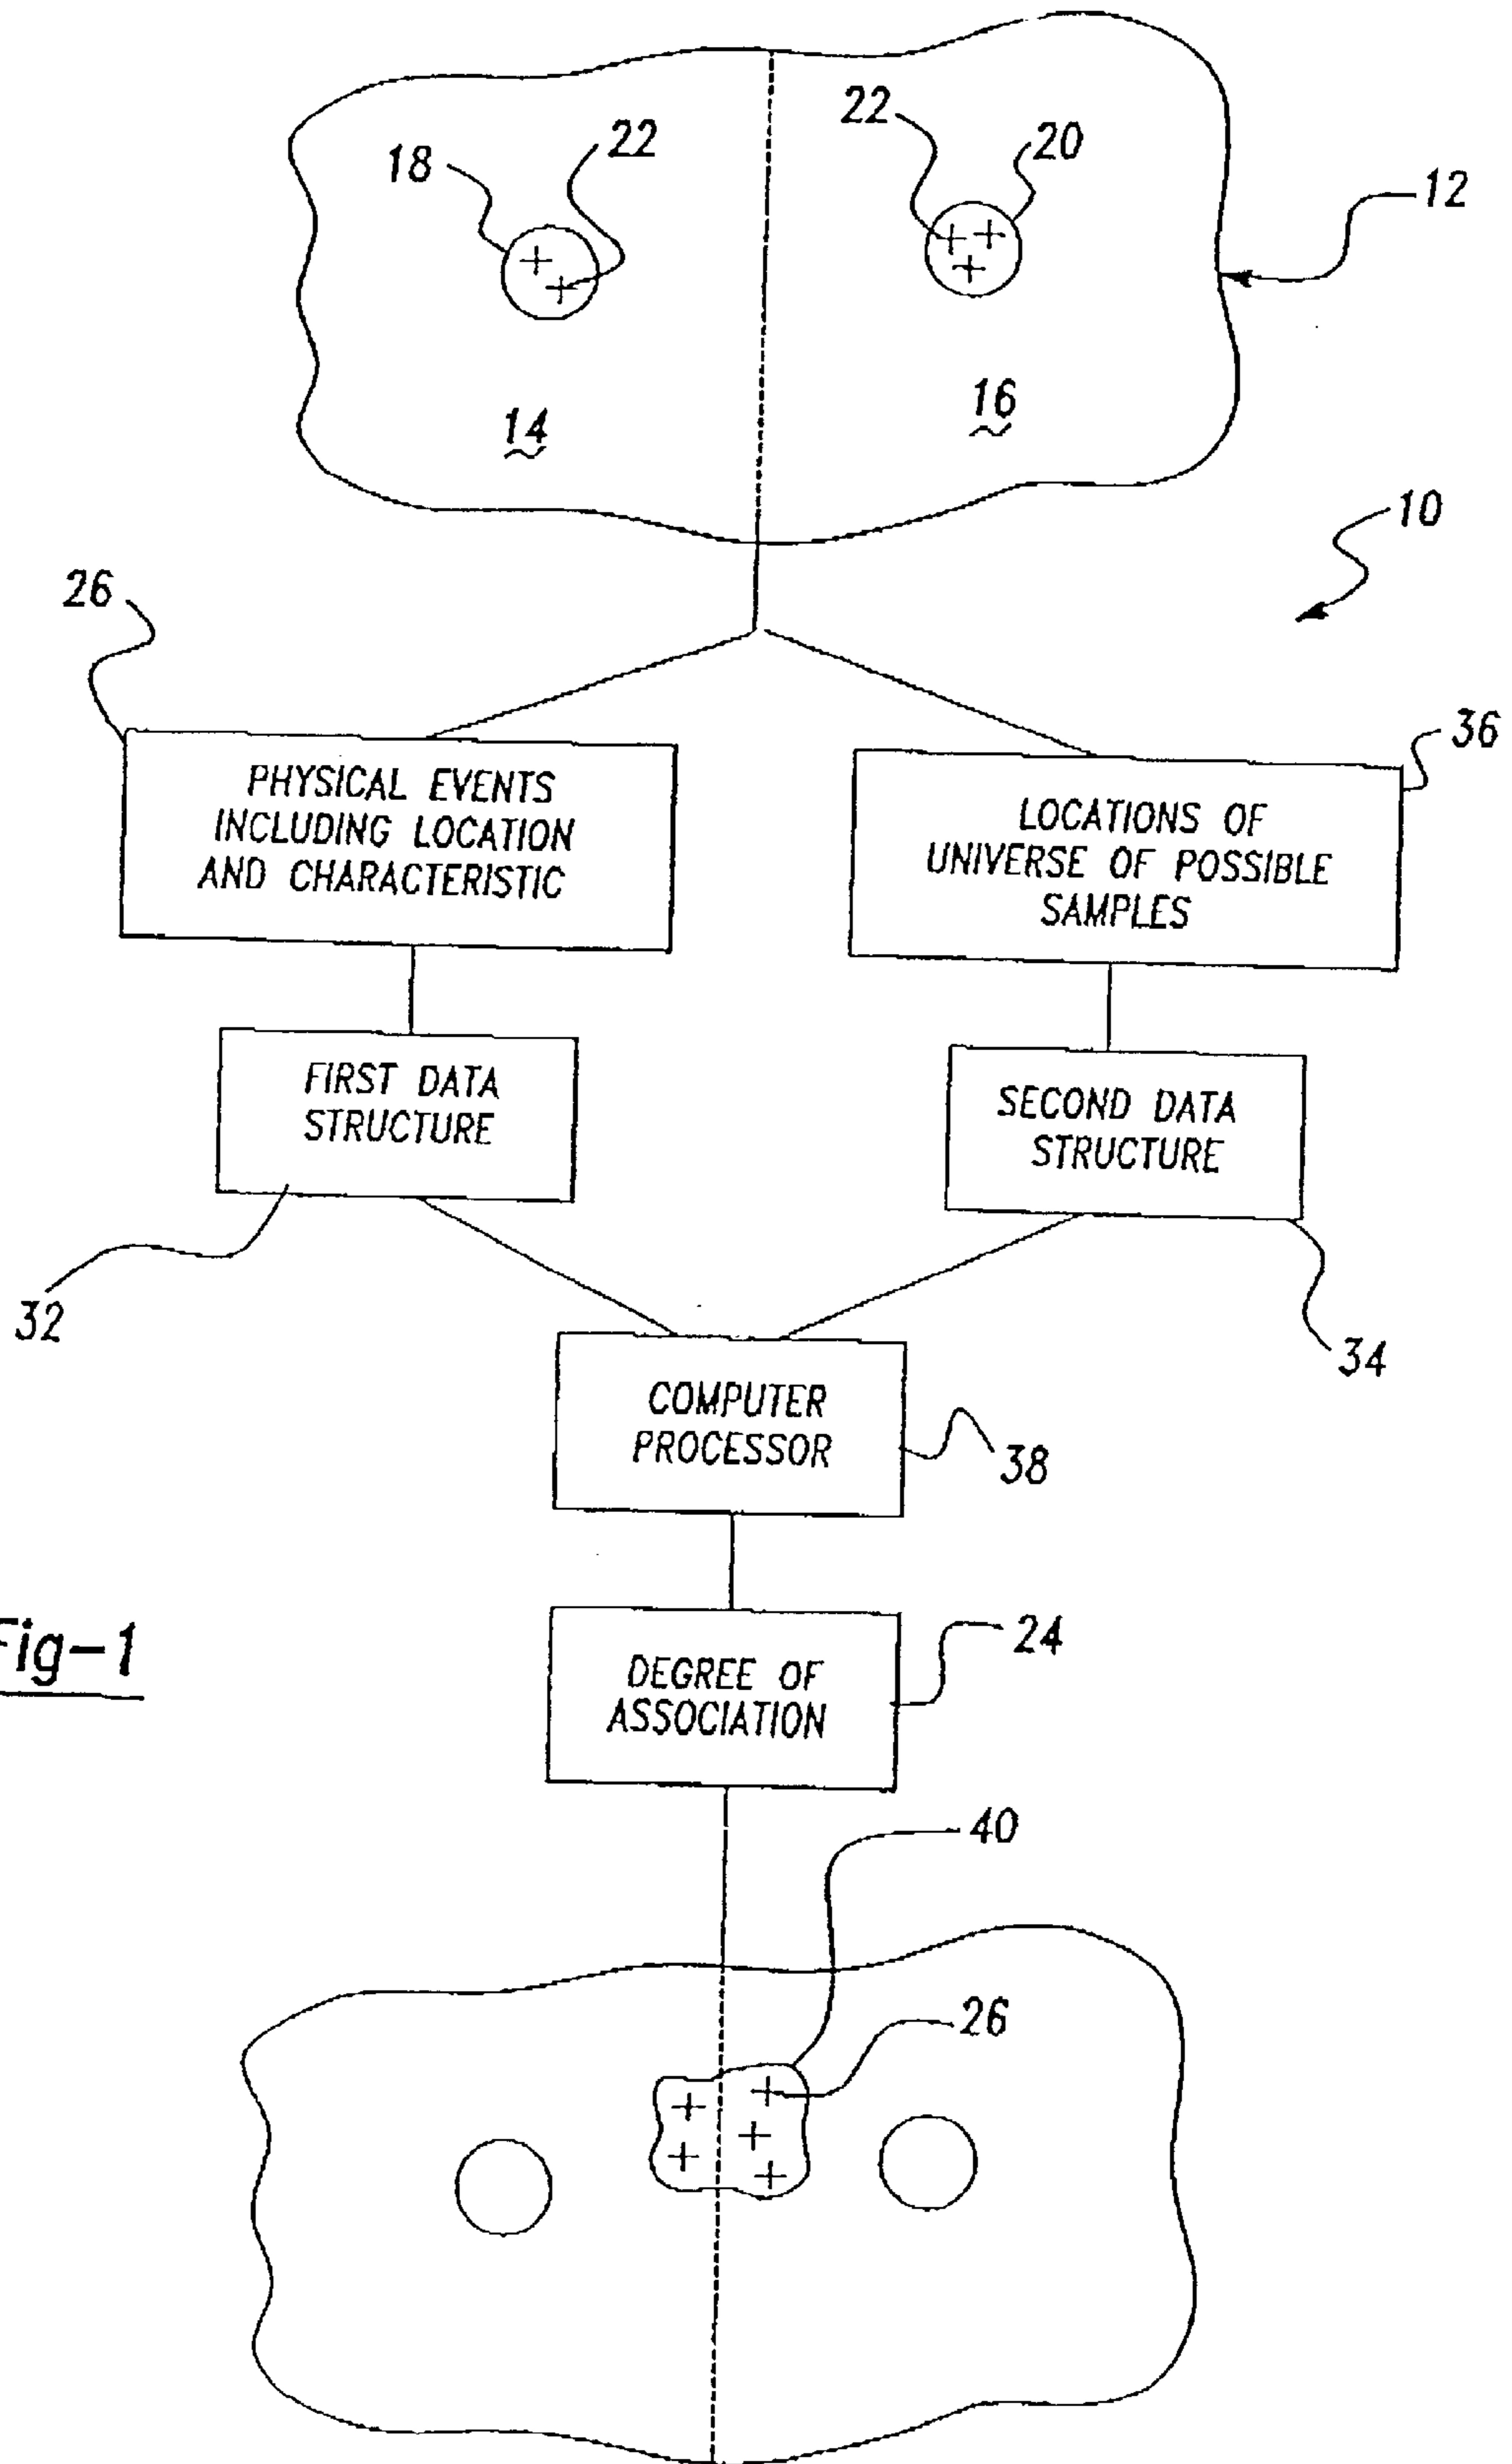 22
22
20
18
12
16
14
10
26
36
PHYSICAL EVENTS
INCLUDING LOCATION
AND CHARACTERISTIC
LOCATIONS OF
UNIVERSE OF POSSIBLE
SAMPLES
FIRST DATA
STRUCTURE
SECOND DATA
STRUCTURE
32
34
COMPUTER
PROCESSOR
38
24
Fig-1
DEGREE OF
ASSOCIATION
40
26